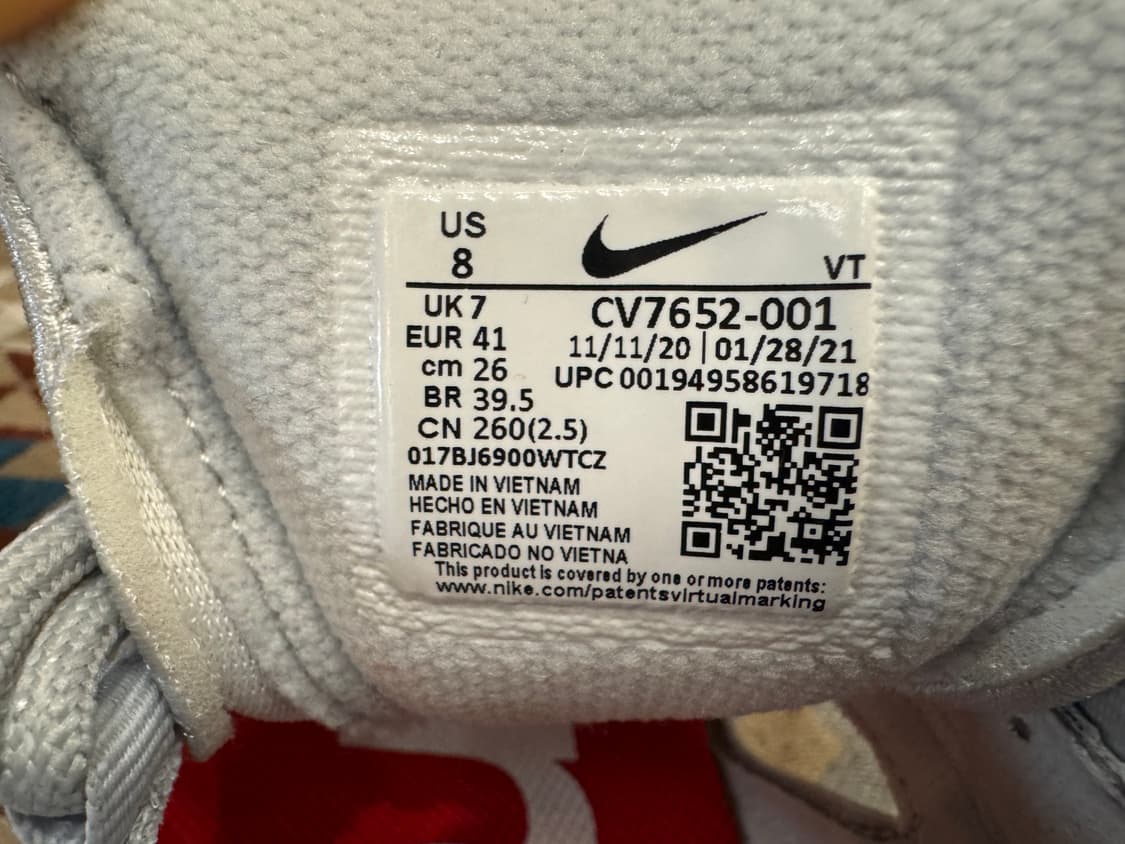 US
8
VT
UK 7
EUR 41
cm 26
BR 39.5
CN 260(2.5)
017BJ6900WTCZ
CV7652-001
11/11/20 | 01/28/21
UPC 00194958619718
MADE IN VIETNAM
HECHO EN VIETNAM
FABRIQUE AU VIETNAM
FABRICADO NO VIETNA
This product is covered by one or more patents:
www.nike.com/patentsvirtualmarking